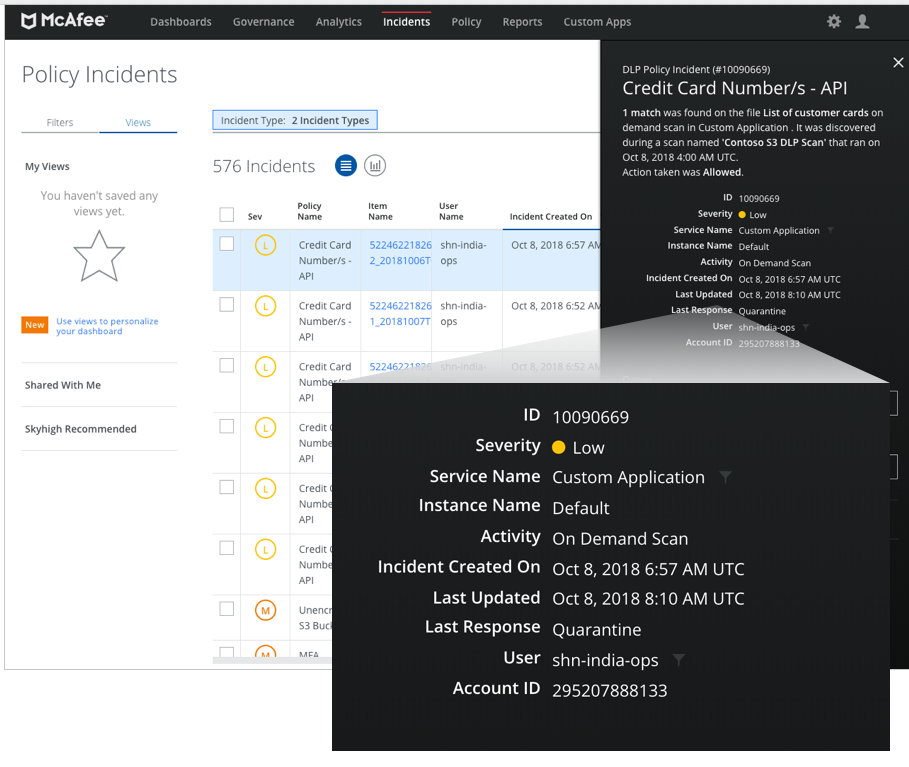 McAfee™
Dashboards Governance Analytics Incidents Policy Reports Custom Apps
Policy Incidents
Filters Views
My Views
You haven't saved any
views yet.
New Use views to personalize
your dashboard
Shared With Me
Skyhigh Recommended
Incident Type: 2 Incident Types
576 Incidents
Sev Policy Name Item Name User Name Incident Created On
L Credit Card 52246221826 shn-india- Oct 8, 2018 6:57 AM
Number/s - 2_20181006T ops
API
L Credit Card 52246221826 shn-india- Oct 8, 2018 6:52 AM
Number/s - 1_20181007T ops
API
L Credit Card 52246221826 shn-india- Oct 8, 2018 6:52 AM
Number/s -
API
L Credit
Number
API
L Credit
Number
API
L Credit
Number
API
M Unencr
S3 Buck
M MFA
DLP Policy Incident (#10090669)
Credit Card Number/s - API
1 match was found on the file List of customer cards on
demand scan in Custom Application . It was discovered
during a scan named 'Contoso S3 DLP Scan' that ran on
Oct 8, 2018 4:00 AM UTC.
Action taken was Allowed.
ID 10090669
Severity Low
Service Name Custom Application
Instance Name Default
Activity On Demand Scan
Incident Created On Oct 8, 2018 6:57 AM UTC
Last Updated Oct 8, 2018 8:10 AM UTC
Last Response Quarantine
User shn-india-ops
Account ID 295207888133
ID 10090669
Severity Low
Service Name Custom Application
Instance Name Default
Activity On Demand Scan
Incident Created On Oct 8, 2018 6:57 AM UTC
Last Updated Oct 8, 2018 8:10 AM UTC
Last Response Quarantine
User shn-india-ops
Account ID 295207888133